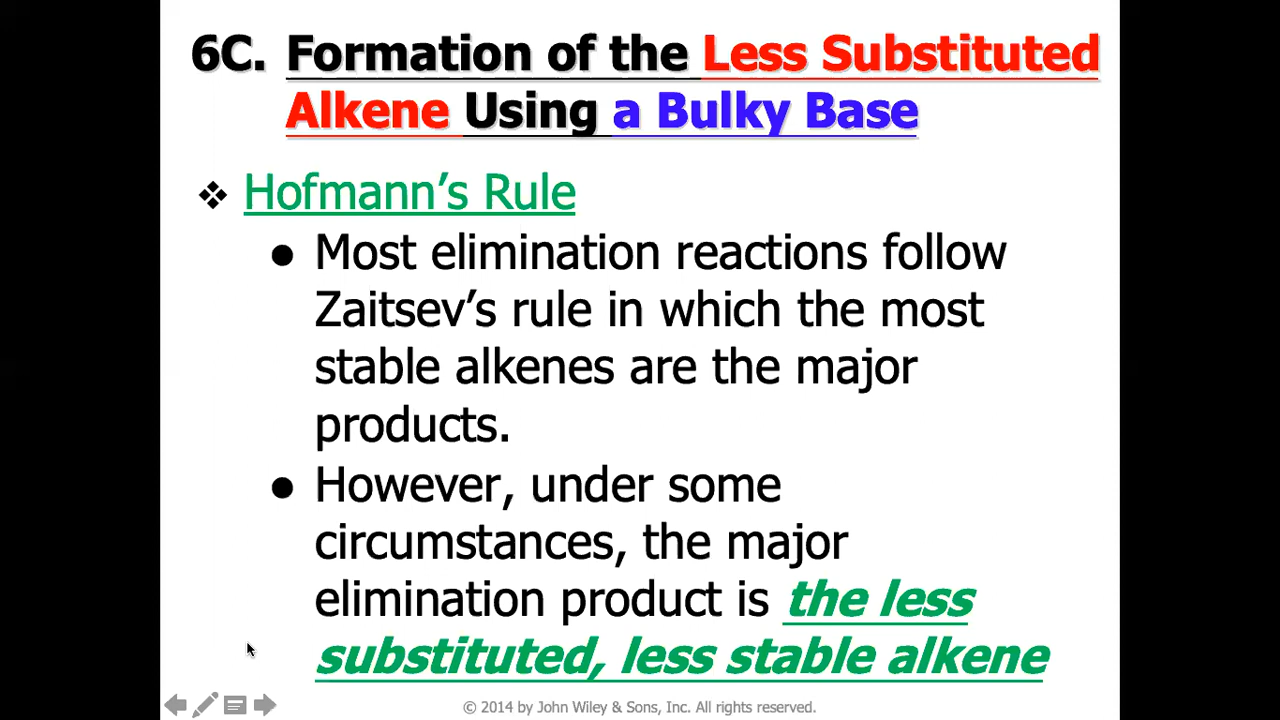 6C. Formation of the Less Substituted
Alkene Using a Bulky Base
❖ Hofmann’s Rule
● Most elimination reactions follow
Zaitsev’s rule in which the most
stable alkenes are the major
products.
● However, under some
circumstances, the major
elimination product is the less
substituted, less stable alkene
© 2014 by John Wiley & Sons, Inc. All rights reserved.